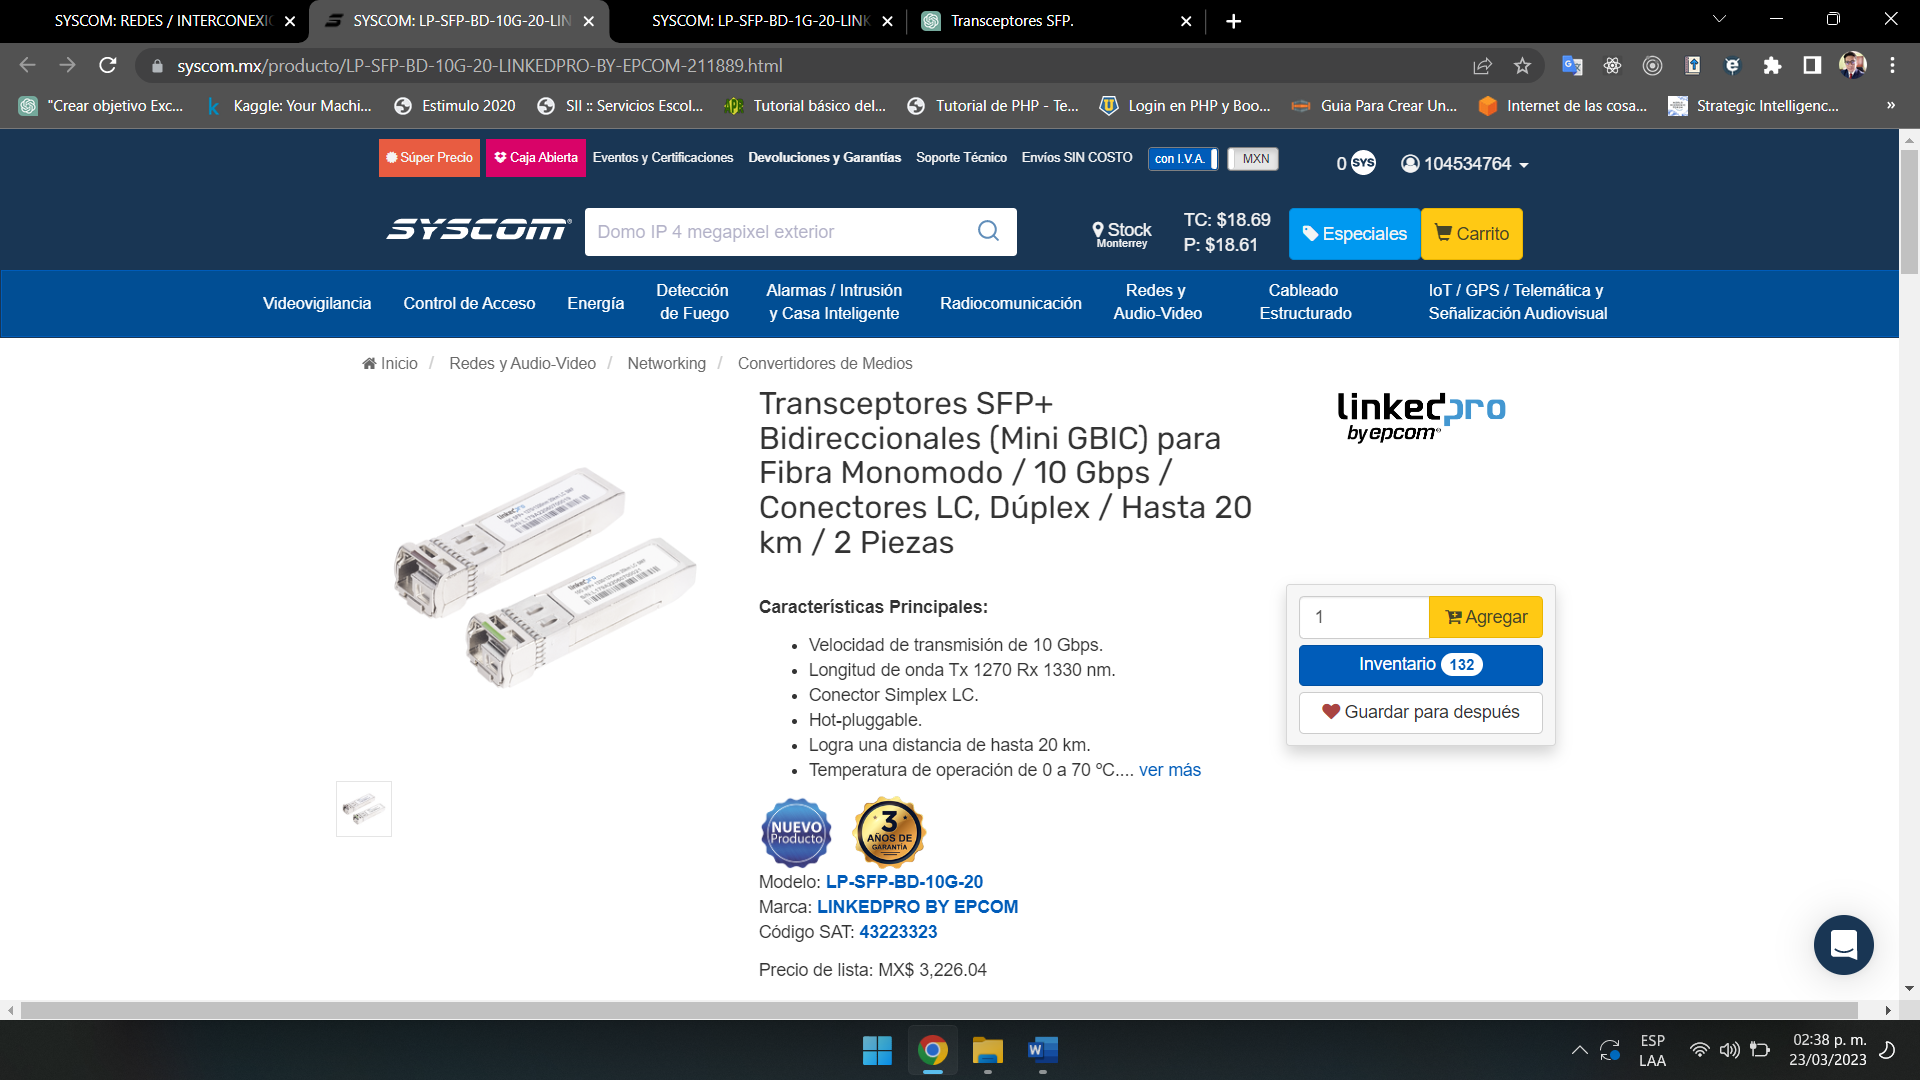 SYSCOM: REDES / INTERCONEXIO
SYSCOM: LP-SFP-BD-10G-20-LIN
SYSCOM: LP-SFP-BD-1G-20-LINK
Transceptores SFP.
syscom.mx/producto/LP-SFP-BD-10G-20-LINKEDPRO-BY-EPCOM-211889.html
"Crear objetivo Exc...
Kaggle: Your Machi...
Estimulo 2020
SII :: Servicios Escol...
Tutorial básico del...
Tutorial de PHP - Te...
Login en PHP y Boo...
Guia Para Crear Un...
Internet de las cosa...
Strategic Intelligenc...
»
Súper Precio
Caja Abierta
Eventos y Certificaciones
Devoluciones y Garantías
Soporte Técnico
Envíos SIN COSTO
con I.V.A.
MXN
0 SYS
104534764
SYSCOM
Domo IP 4 megapixel exterior
Stock
Monterrey
TC: $18.69
P: $18.61
Especiales
Carrito
Videovigilancia
Control de Acceso
Energía
Detección
de Fuego
Alarmas / Intrusión
y Casa Inteligente
Radiocomunicación
Redes y
Audio-Video
Cableado
Estructurado
IoT / GPS / Telemática y
Señalización Audiovisual
Inicio / Redes y Audio-Video / Networking / Convertidores de Medios
Transceptores SFP+
Bidireccionales (Mini GBIC) para
Fibra Monomodo / 10 Gbps /
Conectores LC, Dúplex / Hasta 20
km / 2 Piezas
linkedpro
by epcom
linkedpro
linkedpro
Características Principales:
• Velocidad de transmisión de 10 Gbps.
• Longitud de onda Tx 1270 Rx 1330 nm.
• Conector Simplex LC.
• Hot-pluggable.
• Logra una distancia de hasta 20 km.
• Temperatura de operación de 0 a 70 ºC.... ver más
1
Agregar
Inventario 132
Guardar para después
NUEVO
Producto
3
AÑOS DE
GARANTÍA
Modelo: LP-SFP-BD-10G-20
Marca: LINKEDPRO BY EPCOM
Código SAT: 43223323
Precio de lista: MX$ 3,226.04
ESP
LAA
02:38 p. m.
23/03/2023